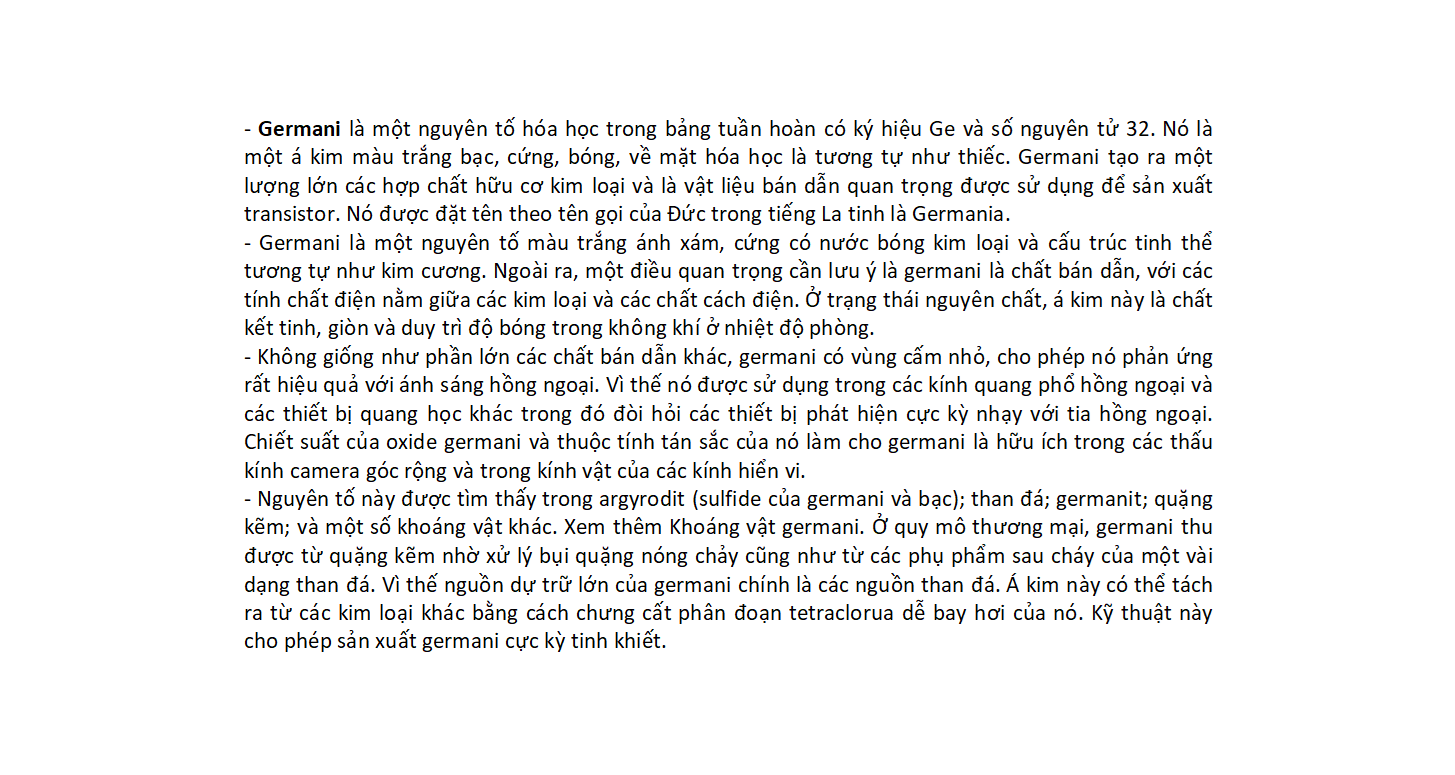 - Germani là một nguyên tố hóa học trong bảng tuần hoàn có ký hiệu Ge và số nguyên tử 32. Nó là
một á kim màu trắng bạc, cứng, bóng, về mặt hóa học là tương tự như thiếc. Germani tạo ra một
lượng lớn các hợp chất hữu cơ kim loại và là vật liệu bán dẫn quan trọng được sử dụng để sản xuất
transistor. Nó được đặt tên theo tên gọi của Đức trong tiếng La tinh là Germania.
- Germani là một nguyên tố màu trắng ánh xám, cứng có nước bóng kim loại và cấu trúc tinh thể
tương tự như kim cương. Ngoài ra, một điều quan trọng cần lưu ý là germani là chất bán dẫn, với các
tính chất điện nằm giữa các kim loại và các chất cách điện. Ở trạng thái nguyên chất, á kim này là chất
kết tinh, giòn và duy trì độ bóng trong không khí ở nhiệt độ phòng.
- Không giống như phần lớn các chất bán dẫn khác, germani có vùng cấm nhỏ, cho phép nó phản ứng
rất hiệu quả với ánh sáng hồng ngoại. Vì thế nó được sử dụng trong các kính quang phổ hồng ngoại và
các thiết bị quang học khác trong đó đòi hỏi các thiết bị phát hiện cực kỳ nhạy với tia hồng ngoại.
Chiết suất của oxide germani và thuộc tính tán sắc của nó làm cho germani là hữu ích trong các thấu
kính camera góc rộng và trong kính vật của các kính hiển vi.
- Nguyên tố này được tìm thấy trong argyrodit (sulfide của germani và bạc); than đá; germanit; quặng
kẽm; và một số khoáng vật khác. Xem thêm Khoáng vật germani. Ở quy mô thương mại, germani thu
được từ quặng kẽm nhờ xử lý bụi quặng nóng chảy cũng như từ các phụ phẩm sau cháy của một vài
dạng than đá. Vì thế nguồn dự trữ lớn của germani chính là các nguồn than đá. Á kim này có thể tách
ra từ các kim loại khác bằng cách chưng cất phân đoạn tetraclorua dễ bay hơi của nó. Kỹ thuật này
cho phép sản xuất germani cực kỳ tinh khiết.